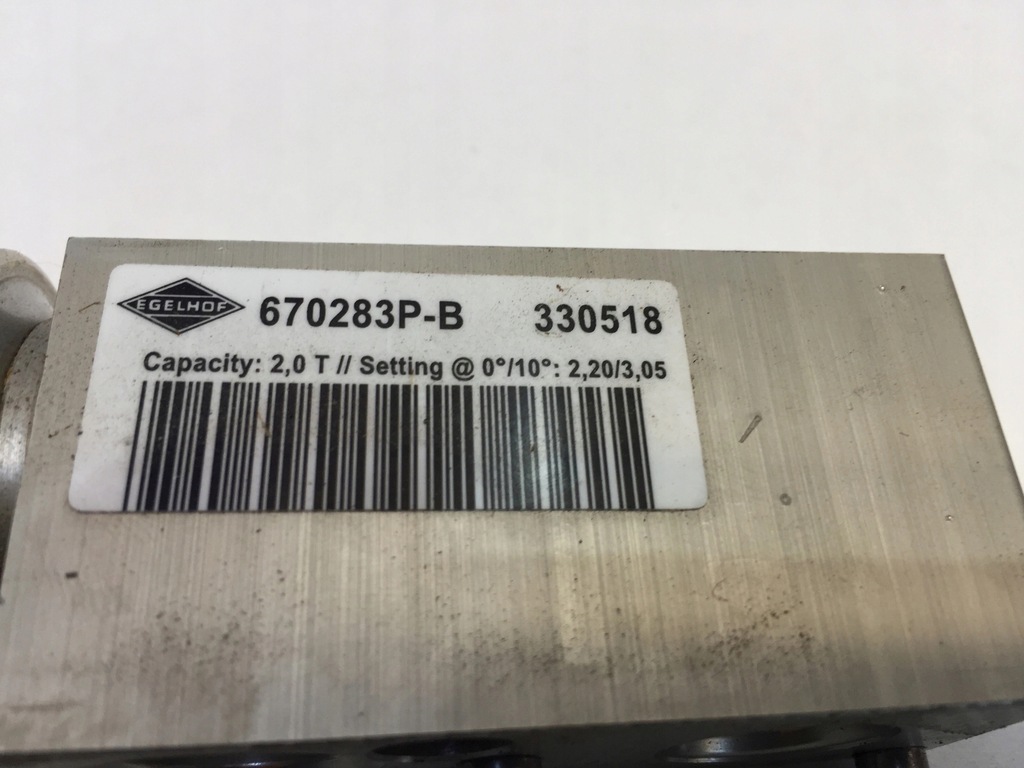 EGELHOF 670283P-B 330518
Capacity: 2,0 T // Setting @ 0°/10°: 2,20/3,05